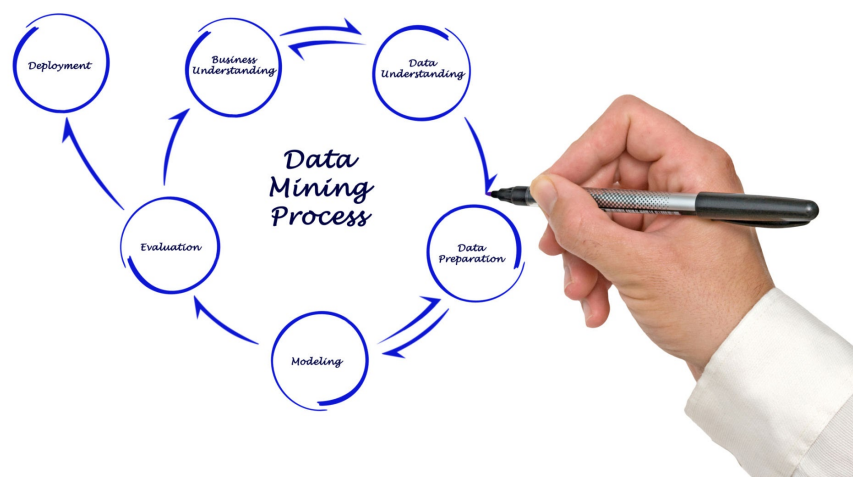 Deployment
Business
Understanding
Data
Understanding
Data
Mining
Process
Evaluation
Data
Preparation
Modeling